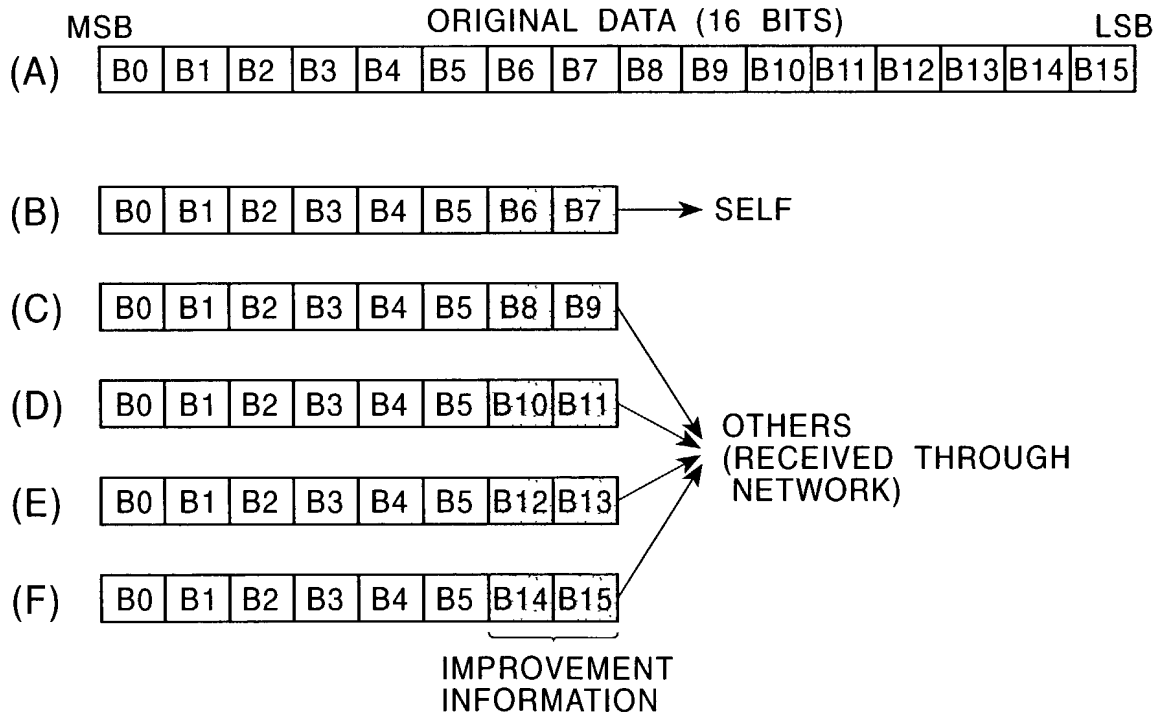 ORIGINAL DATA (16 BITS)
MSB LSB
(A) B0 B1 B2 B3 B4 B5 B6 B7 B8 B9 B10 B11 B12 B13 B14 B15
(B) B0 B1 B2 B3 B4 B5 B6 B7 SELF
(C) B0 B1 B2 B3 B4 B5 B8 B9
(D) B0 B1 B2 B3 B4 B5 B10 B11
OTHERS
(RECEIVED THROUGH
NETWORK)
(E) B0 B1 B2 B3 B4 B5 B12 B13
(F) B0 B1 B2 B3 B4 B5 B14 B15
IMPROVEMENT
INFORMATION